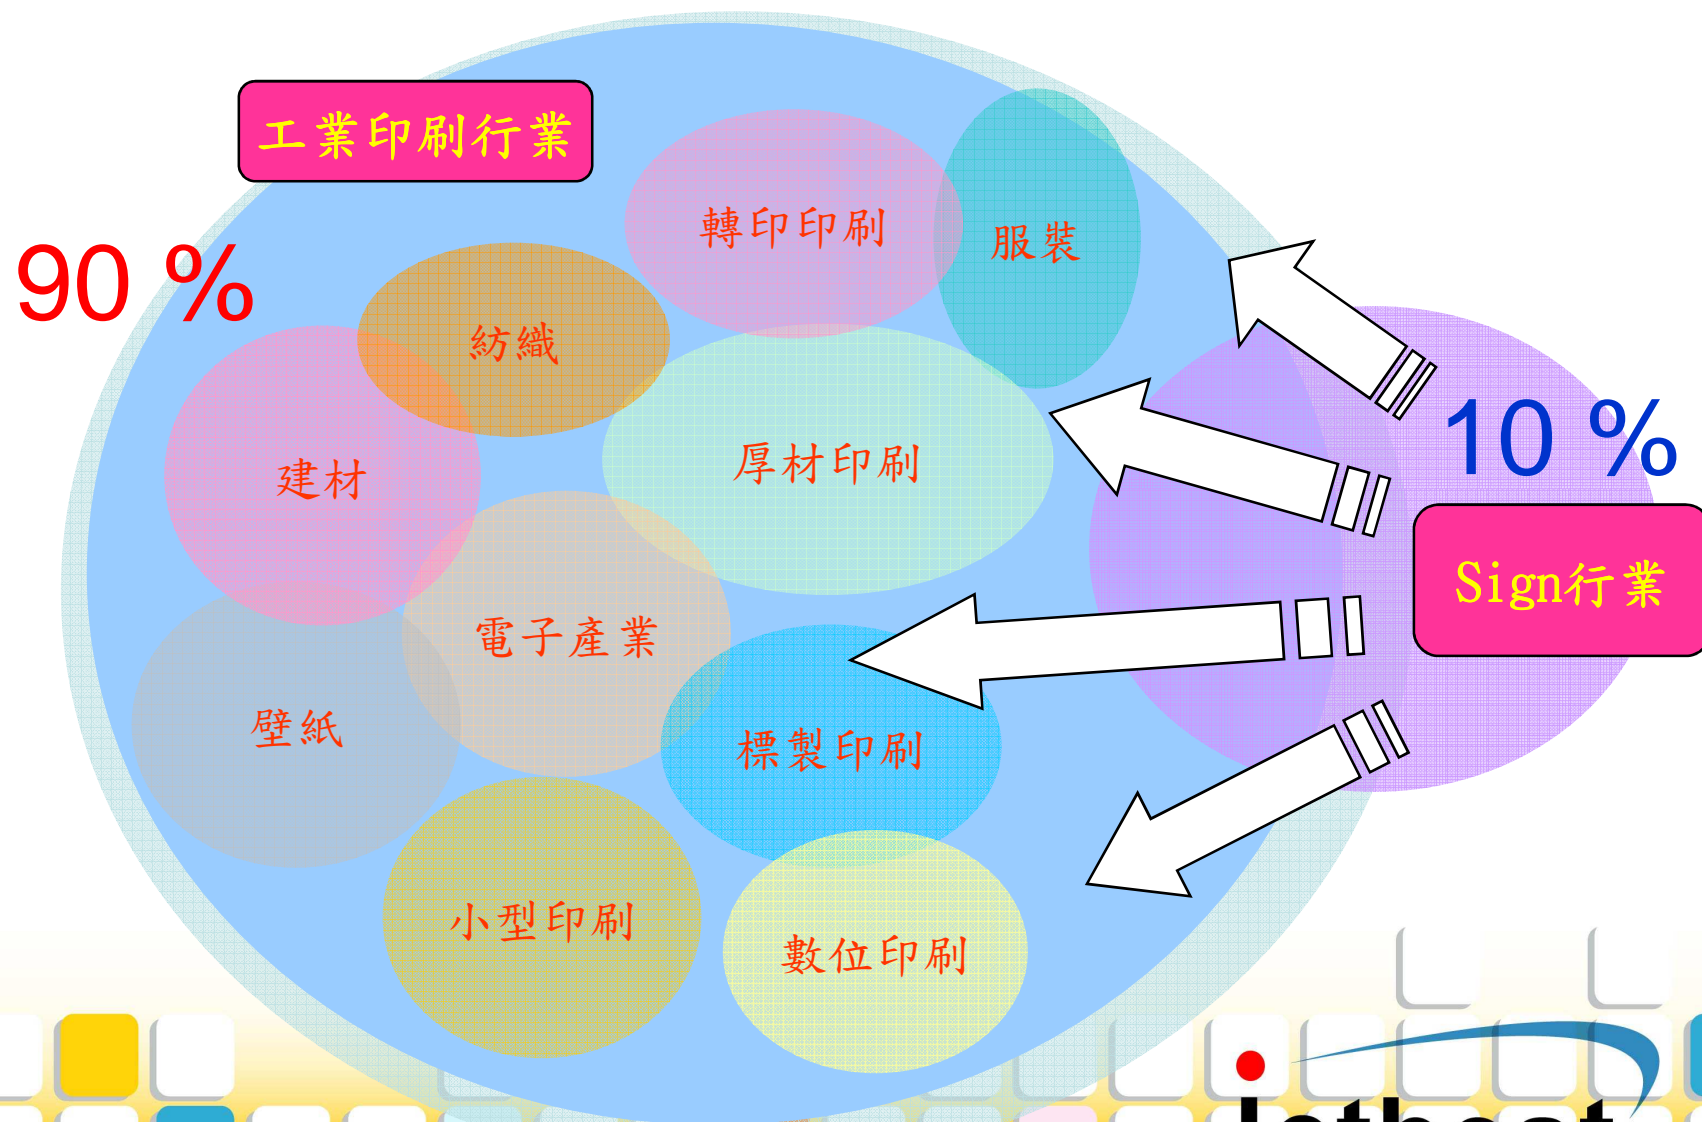 工業印刷行業
轉印印刷
服裝
90 %
紡織
10 %
建材
厚材印刷
Sign行業
電子產業
壁紙
標製印刷
小型印刷
數位印刷